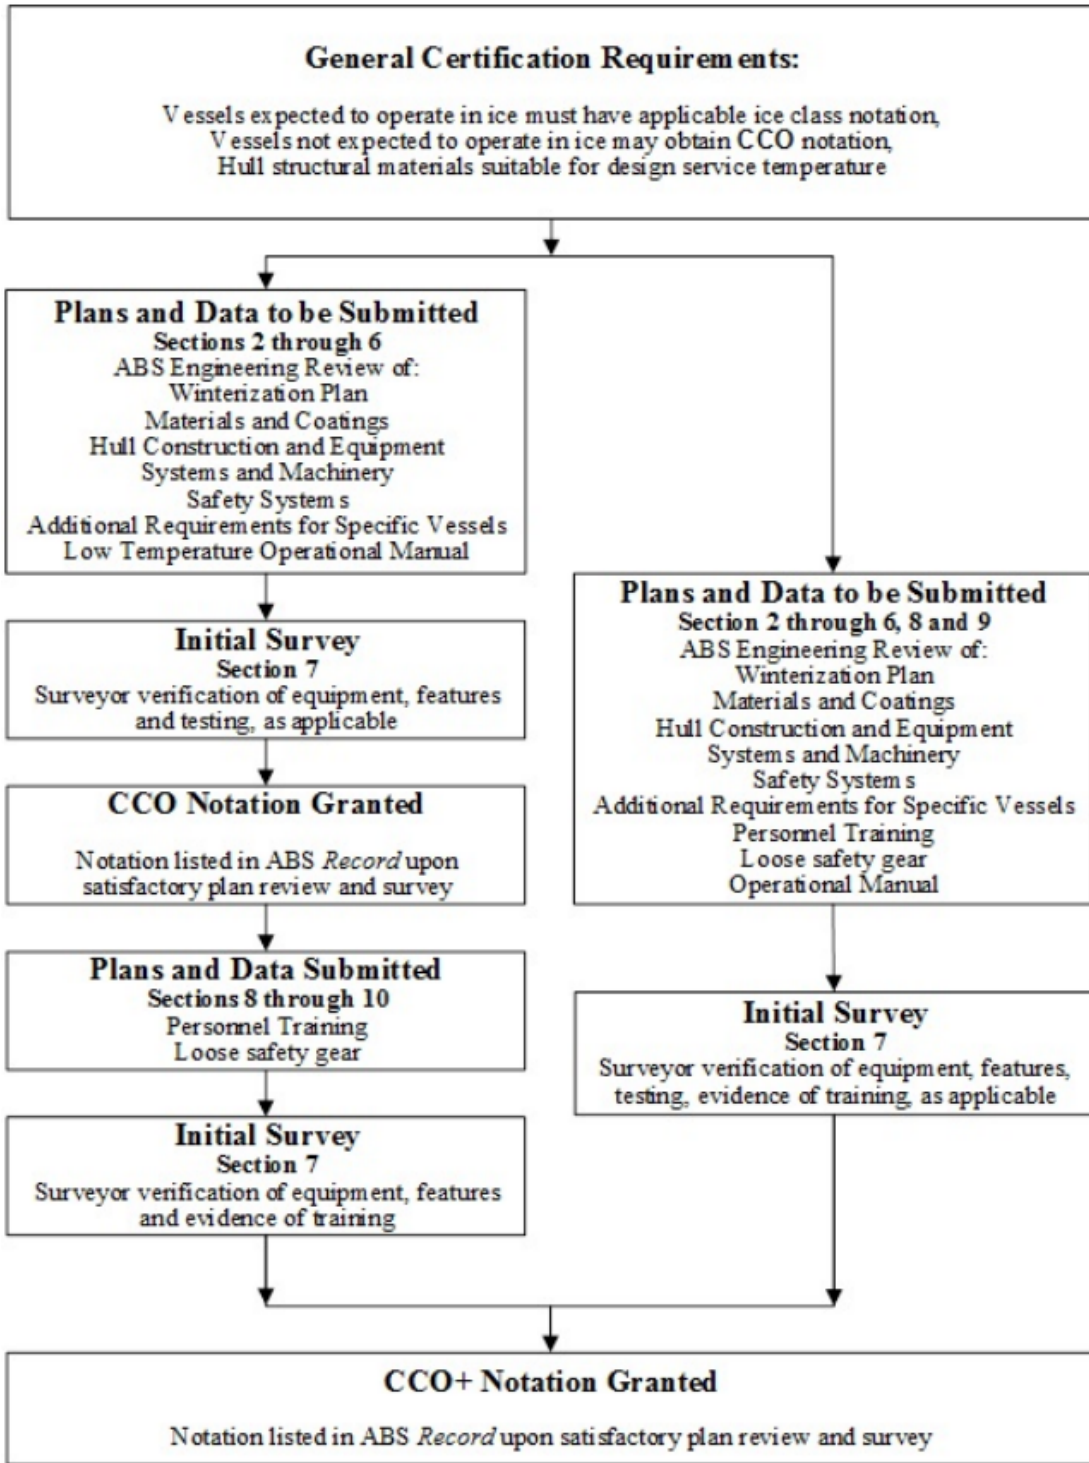 General Certification Requirements:
Vessels expected to operate in ice must have applicable ice class notation,
Vessels not expected to operate in ice may obtain CCO notation,
Hull structural materials suitable for design service temperature
Plans and Data to be Submitted
Sections 2 through 6
ABS Engineering Review of:
Winterization Plan
Materials and Coatings
Hull Construction and Equipment
Systems and Machinery
Safety Systems
Additional Requirements for Specific Vessels
Low Temperature Operational Manual
Initial Survey
Section 7
Surveyor verification of equipment, features
and testing, as applicable
CCO Notation Granted
Notation listed in ABS Record upon
satisfactory plan review and survey
Plans and Data Submitted
Sections 8 through 10
Personnel Training
Loose safety gear
Initial Survey
Section 7
Surveyor verification of equipment, features
and evidence of training
Plans and Data to be Submitted
Section 2 through 6, 8 and 9
ABS Engineering Review of:
Winterization Plan
Materials and Coatings
Hull Construction and Equipment
Systems and Machinery
Safety Systems
Additional Requirements for Specific Vessels
Personnel Training
Loose safety gear
Operational Manual
Initial Survey
Section 7
Surveyor verification of equipment, features,
testing, evidence of training, as applicable
CCO+ Notation Granted
Notation listed in ABS Record upon satisfactory plan review and survey